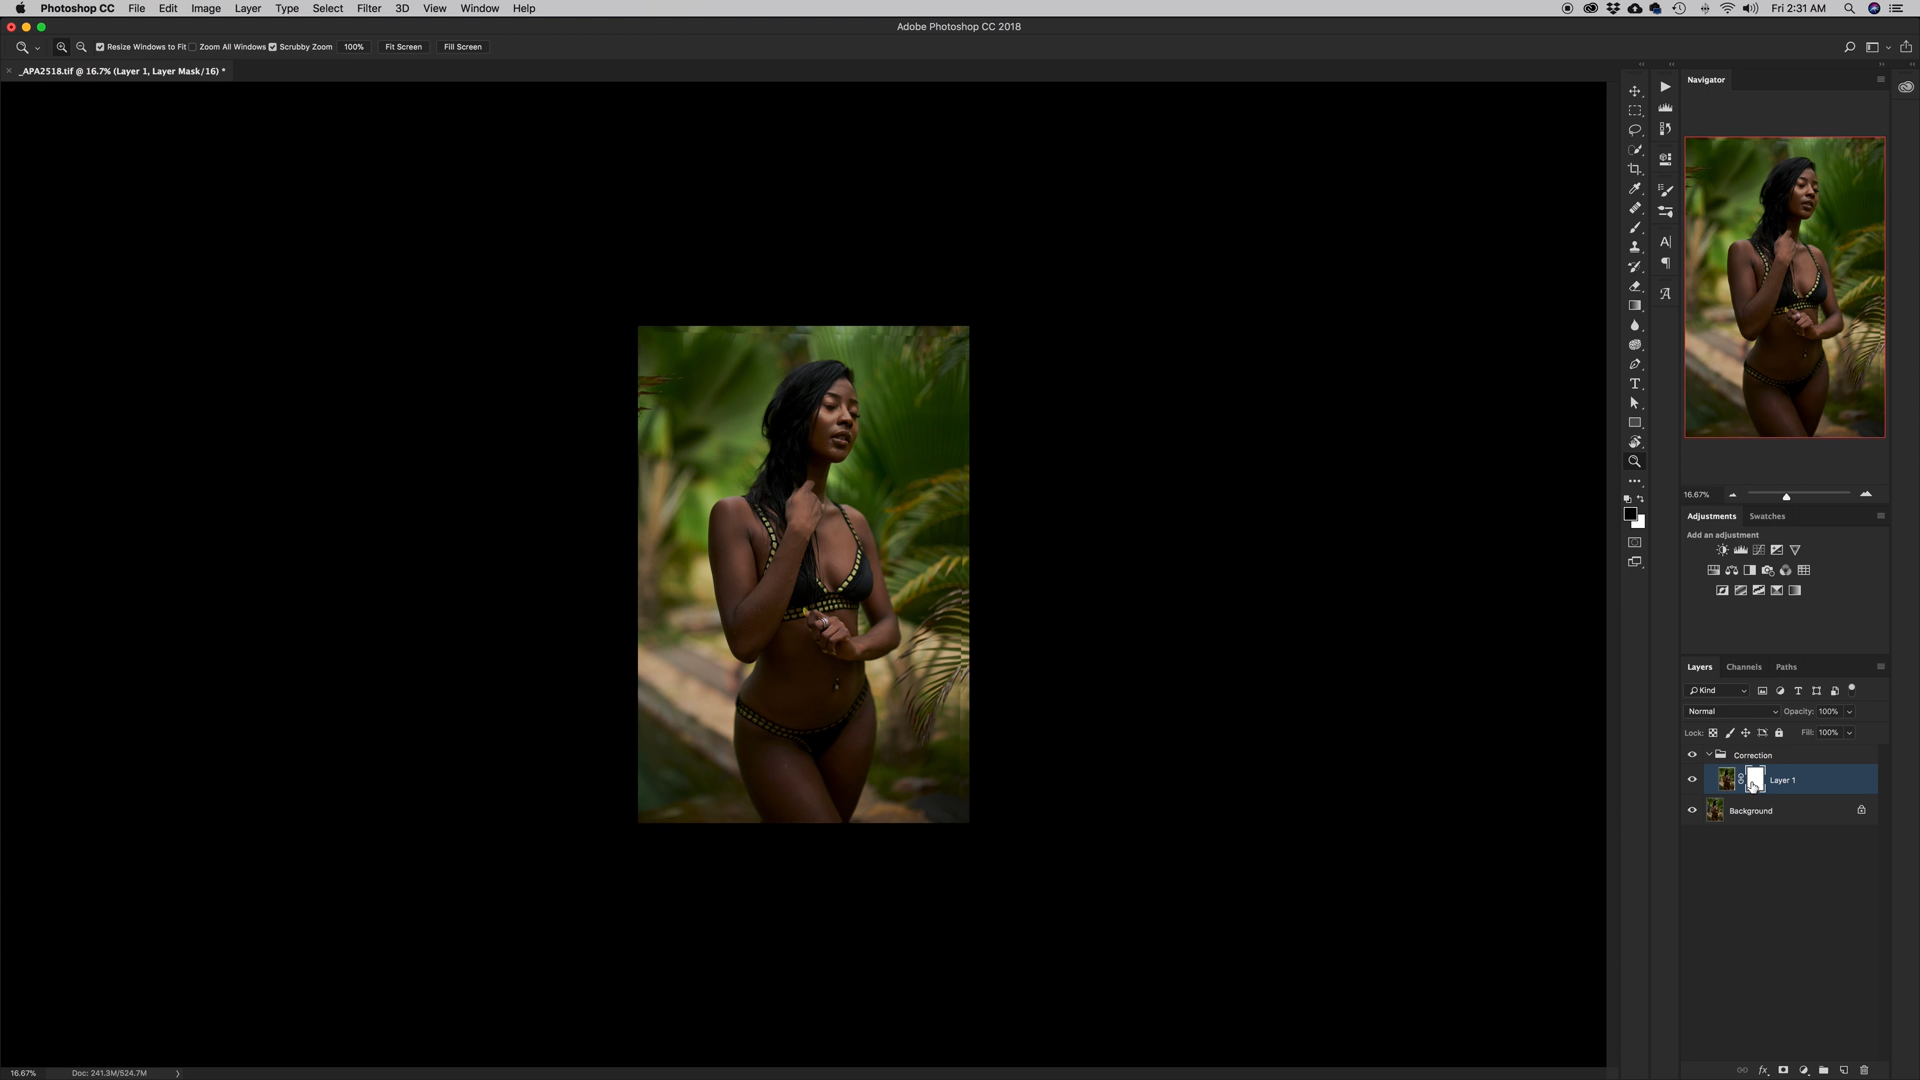 Photoshop CC File Edit Image Layer Type Select Filter 3D View Window Help Fri 2:31 AM
Adobe Photoshop CC 2018
Resize Windows to Fit Zoom All Windows Scrubby Zoom 100% Fit Screen Fill Screen
_APA2518.tif @ 16.7% (Layer 1, Layer Mask/16) *
Navigator
16.67%
Adjustments Swatches
Add an adjustment
Layers Channels Paths
Kind
Normal Opacity: 100%
Lock: Fill: 100%
Correction
Layer 1
Background
16.67% Doc: 241.3M/524.7M